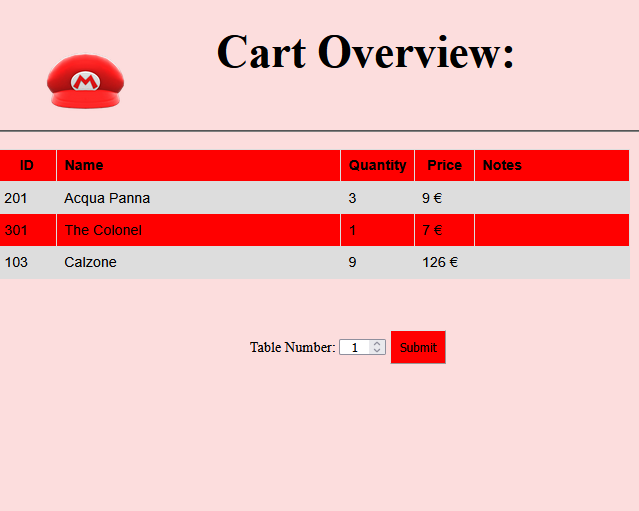 Cart Overview:
M
ID Name Quantity Price Notes
201 Acqua Panna 3 9 €
301 The Colonel 1 7 €
103 Calzone 9 126 €
Table Number: 1 Submit